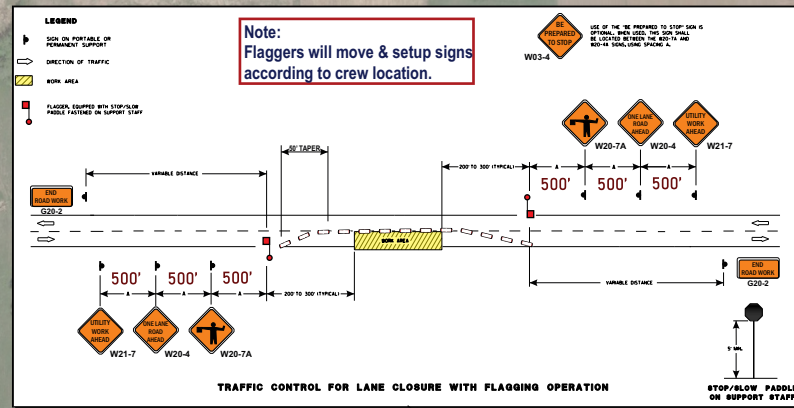 LEGEND
SIGN ON PORTABLE OR
PERMANENT SUPPORT
DIRECTION OF TRAFFIC
WORK AREA
FLAGGER, EQUIPPED WITH STOP/SLOW
PADDLE FASTENED ON SUPPORT STAFF
Note:
Flaggers will move & setup signs
according to crew location.
BE
PREPARED
TO STOP
W03-4
USE OF THE "BE PREPARED TO STOP" SIGN IS
OPTIONAL. WHEN USED, THIS SIGN SHALL
BE LOCATED BETWEEN THE W20-7A AND
W20-4A SIGNS, USING SPACING A.
ONE LANE
ROAD
AHEAD
UTILITY
WORK
AHEAD
W20-7A
W20-4
W21-7
50' TAPER
VARIABLE DISTANCE
200' TO 300' (TYPICAL)
A
A
A
500'
500'
500'
END
ROAD WORK
G20-2
WORK AREA
500'
500'
500'
A
A
A
200' TO 300' (TYPICAL)
VARIABLE DISTANCE
END
ROAD WORK
G20-2
UTILITY
WORK
AHEAD
W21-7
ONE LANE
ROAD
AHEAD
W20-4
W20-7A
5' MIN.
TRAFFIC CONTROL FOR LANE CLOSURE WITH FLAGGING OPERATION
STOP/SLOW PADDLE
ON SUPPORT STAFF